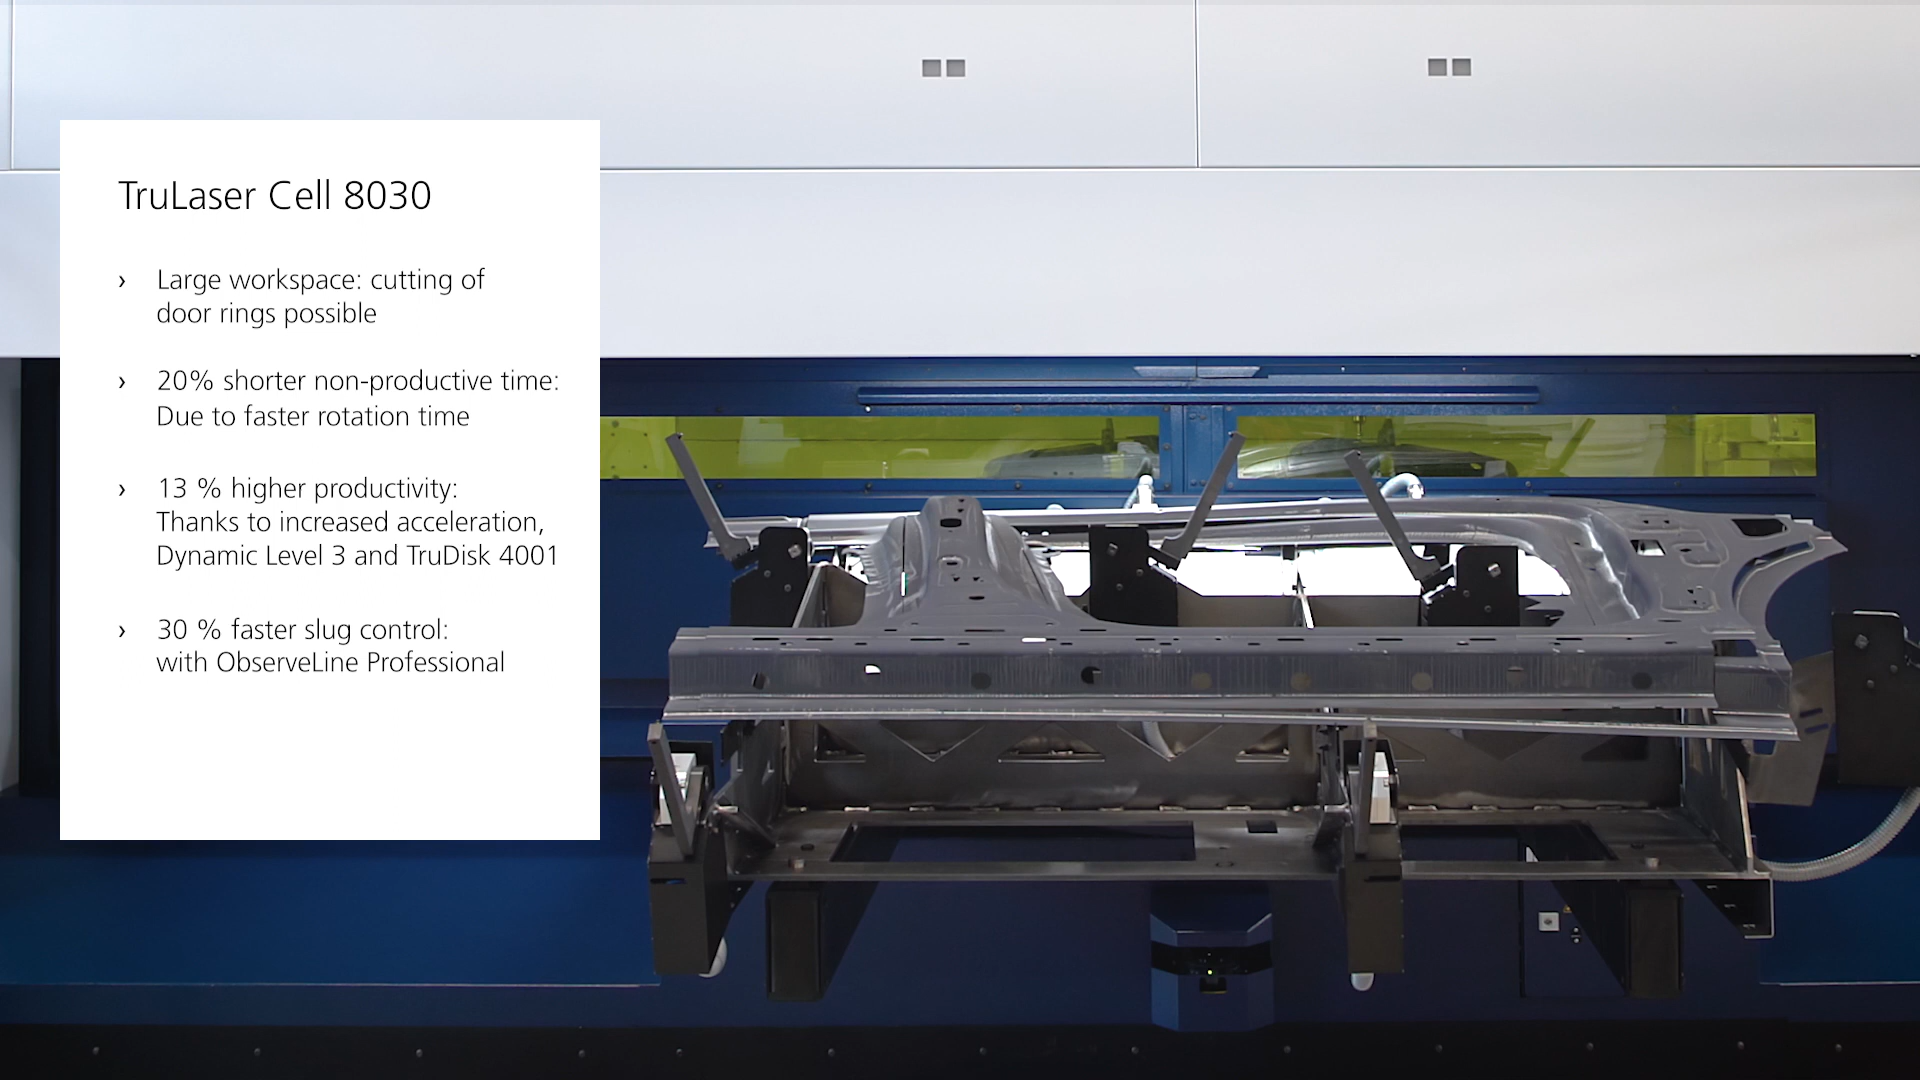 TruLaser Cell 8030
› Large workspace: cutting of
door rings possible
› 20% shorter non-productive time:
Due to faster rotation time
› 13 % higher productivity:
Thanks to increased acceleration,
Dynamic Level 3 and TruDisk 4001
› 30 % faster slug control:
with ObserveLine Professional